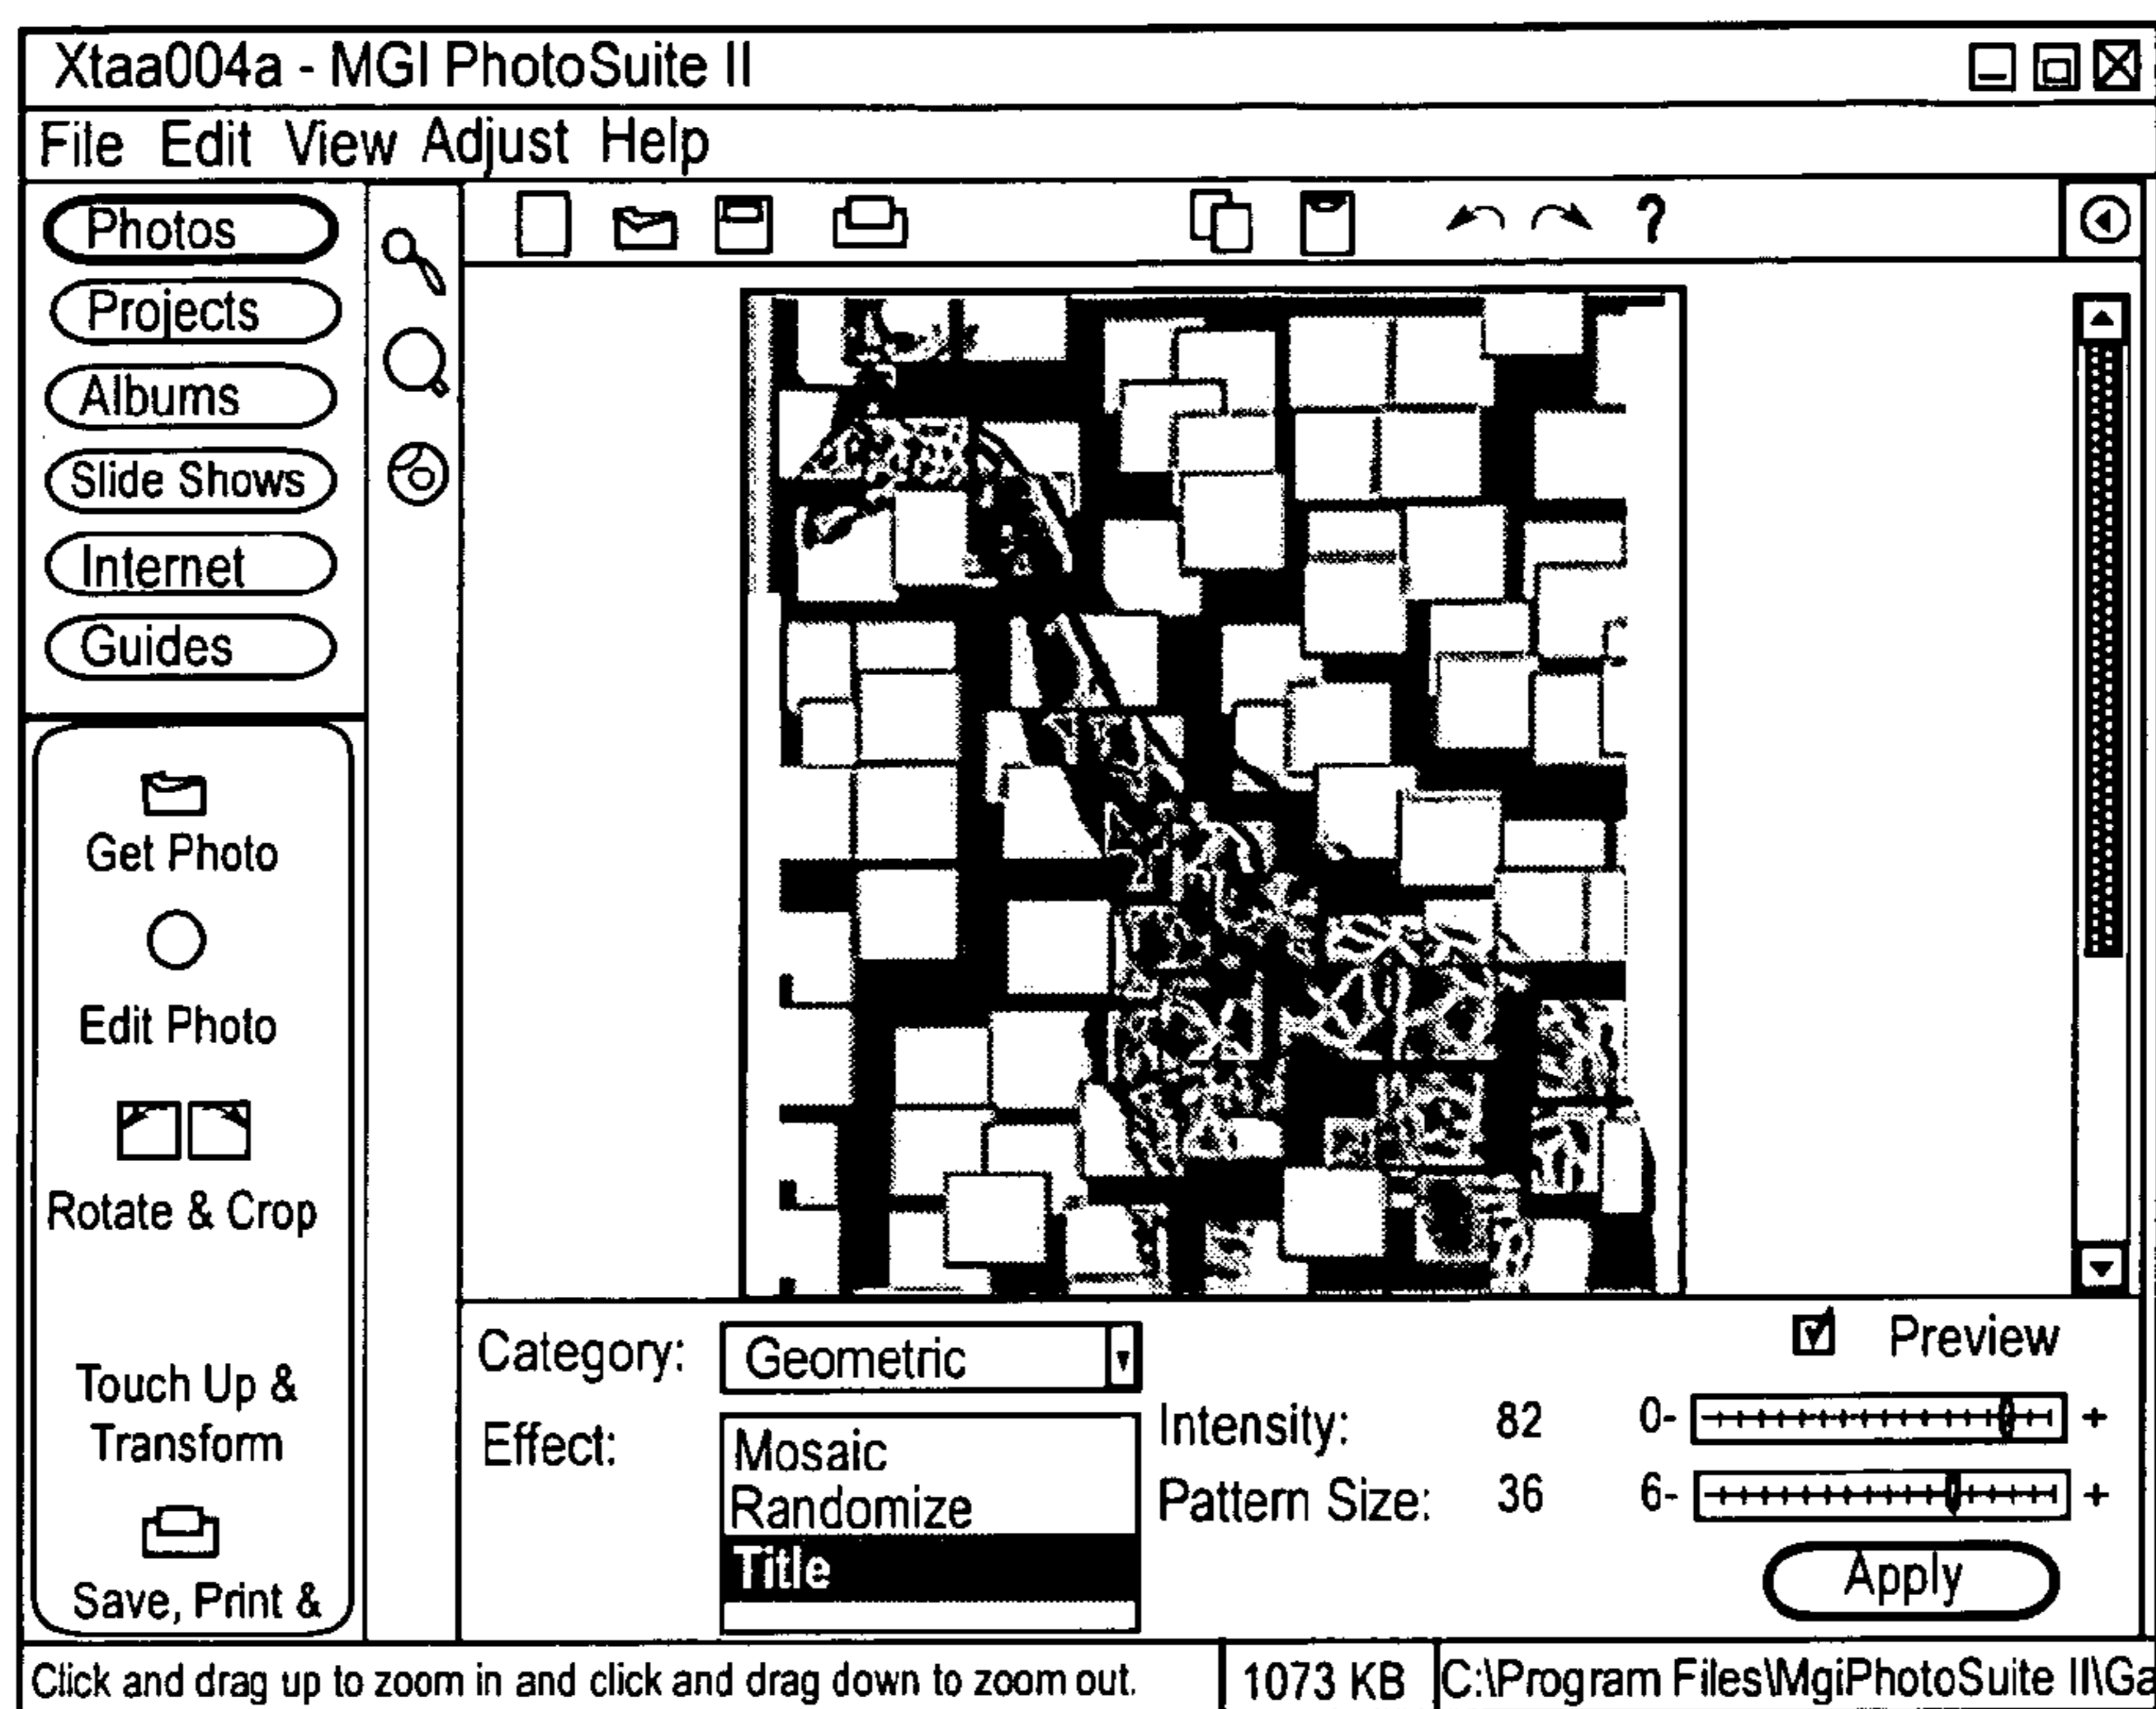 Xtaa004a - MGI PhotoSuite II
File Edit View Adjust Help
?
Photos
Projects
Albums
Slide Shows
Internet
Guides
Get Photo
Edit Photo
Rotate & Crop
Touch Up &
Transform
Save, Print &
Category: Geometric
Preview
Effect:
Mosaic
Randomize
Title
Intensity: 82 0- +
Pattern Size: 36 6- +
Apply
Click and drag up to zoom in and click and drag down to zoom out.
1073 KB
C:\Program Files\MgiPhotoSuite II\Ga